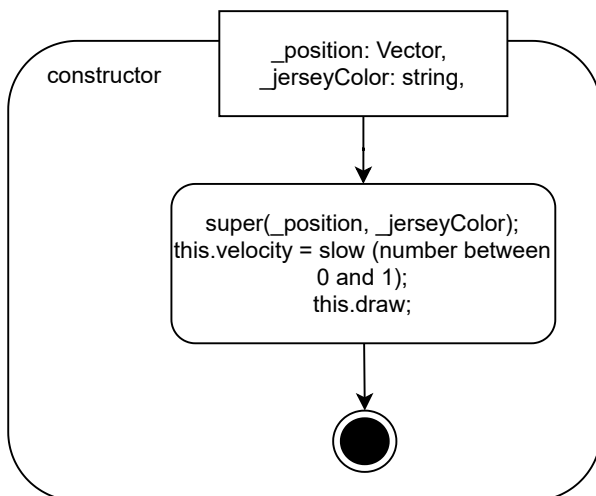 _position: Vector,
_jerseyColor: string,
constructor
super(_position, _jerseyColor);
this.velocity = slow (number between
0 and 1);
this.draw;